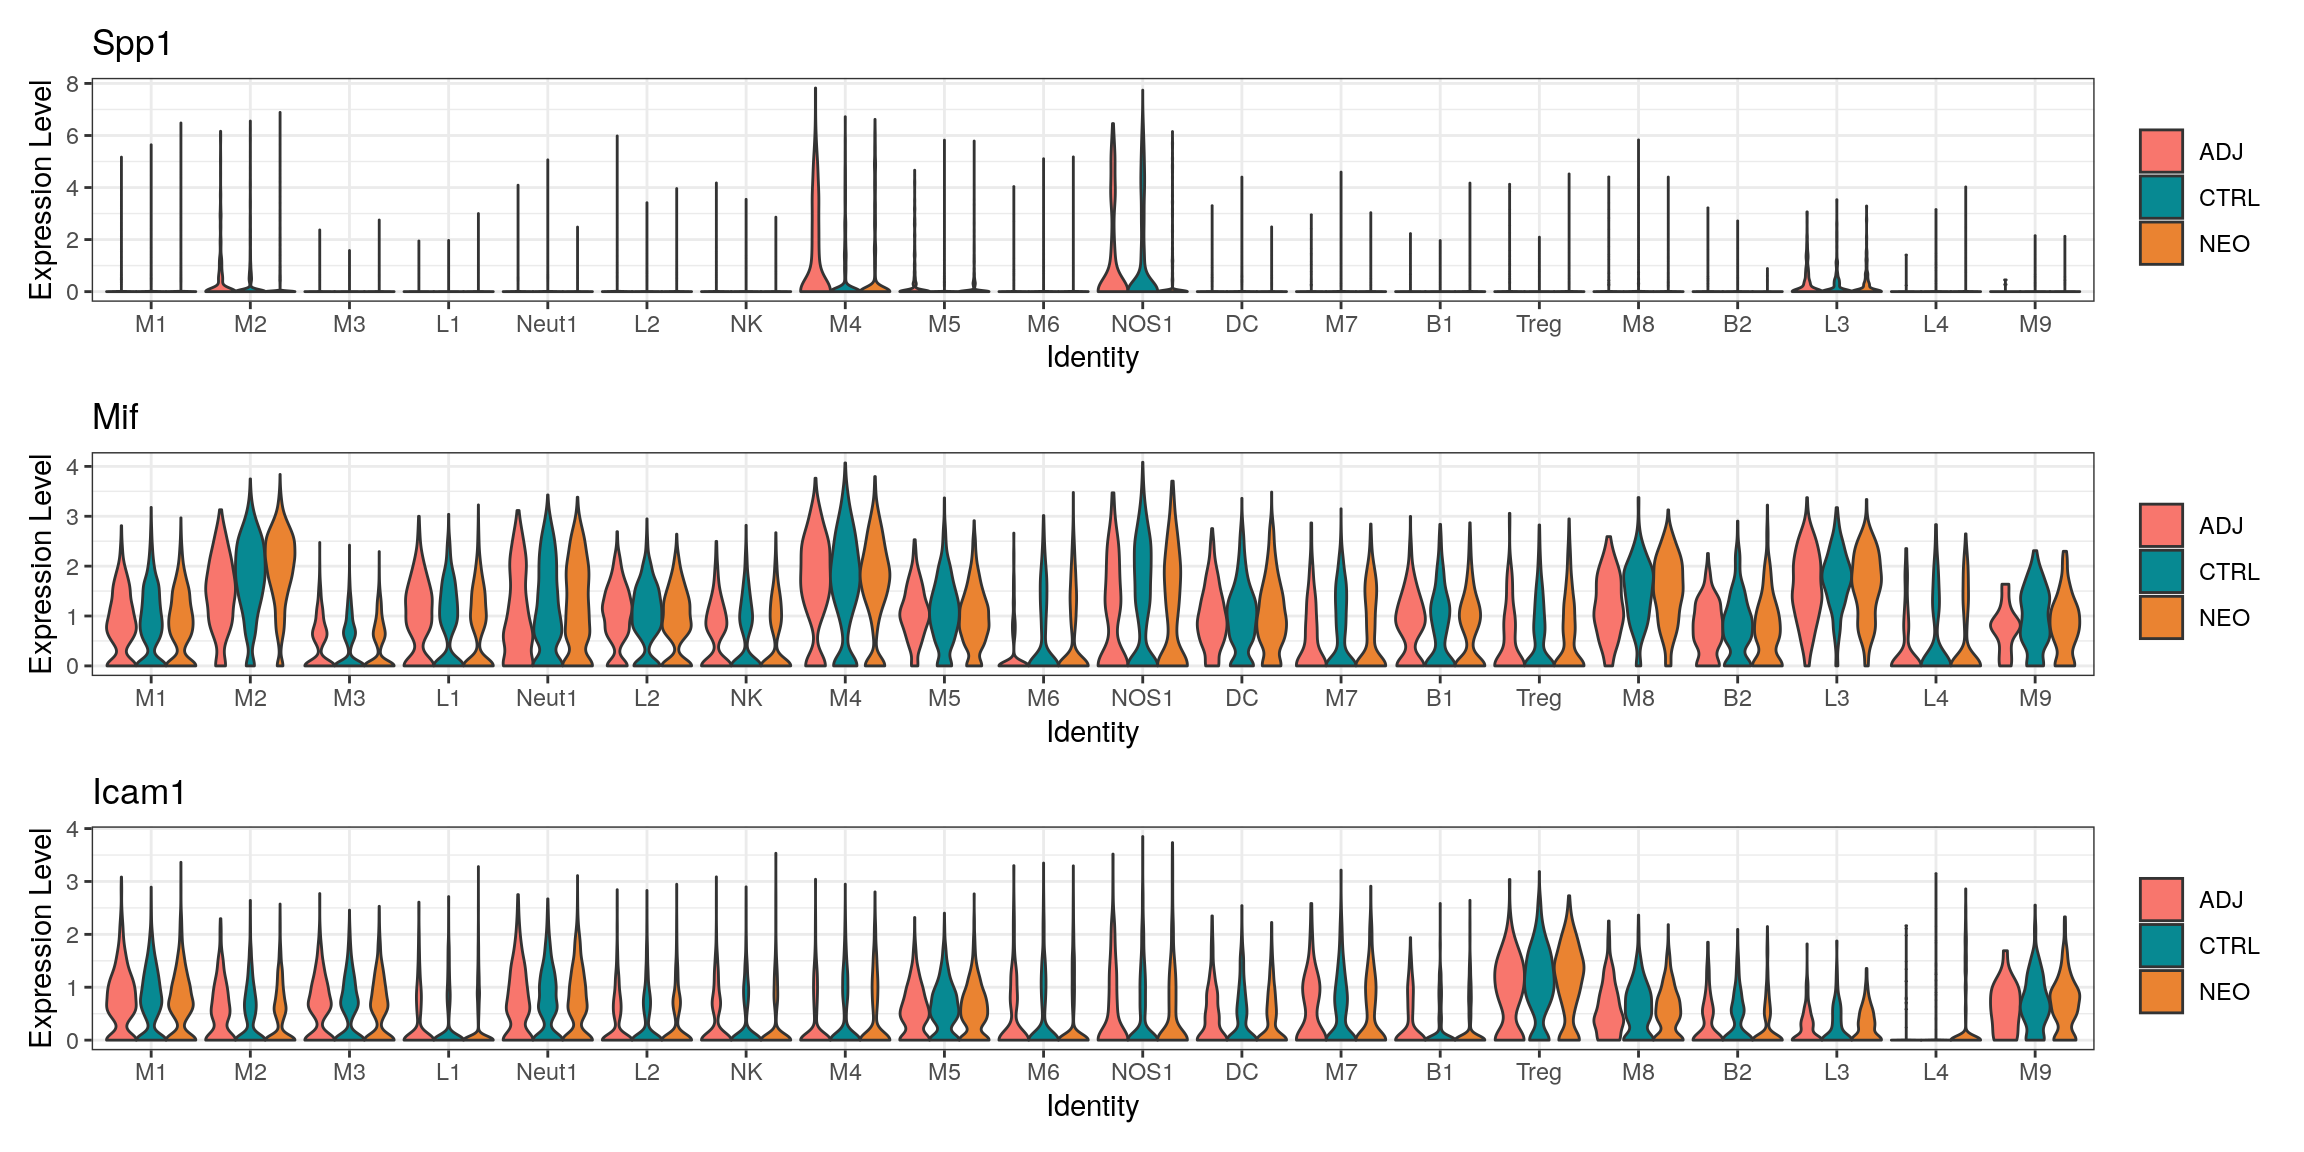 Spp1
Expression Level
8
6
4
2
0
M1 M2 M3 L1 Neut1 L2 NK M4 M5 M6 NOS1 DC M7 B1 Treg M8 B2 L3 L4 M9
Identity
ADJ
CTRL
NEO
Mif
Expression Level
4
3
2
1
0
M1 M2 M3 L1 Neut1 L2 NK M4 M5 M6 NOS1 DC M7 B1 Treg M8 B2 L3 L4 M9
Identity
ADJ
CTRL
NEO
Icam1
Expression Level
4
3
2
1
0
M1 M2 M3 L1 Neut1 L2 NK M4 M5 M6 NOS1 DC M7 B1 Treg M8 B2 L3 L4 M9
Identity
ADJ
CTRL
NEO